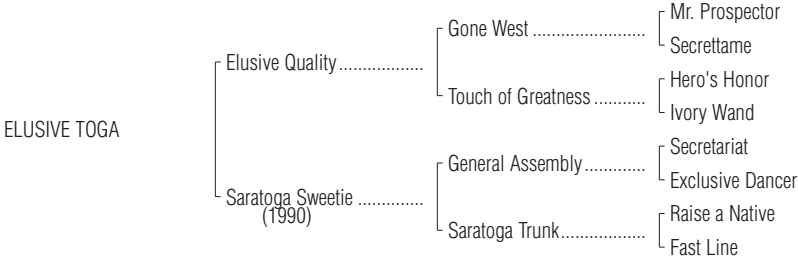 Mr. Prospector
Gone West ........................
Secrettame
Elusive Quality..................
Hero's Honor
Touch of Greatness ...........
Ivory Wand
ELUSIVE TOGA
Secretariat
General Assembly.............
Exclusive Dancer
Saratoga Sweetie ..............
(1990)
Raise a Native
Saratoga Trunk..................
Fast Line